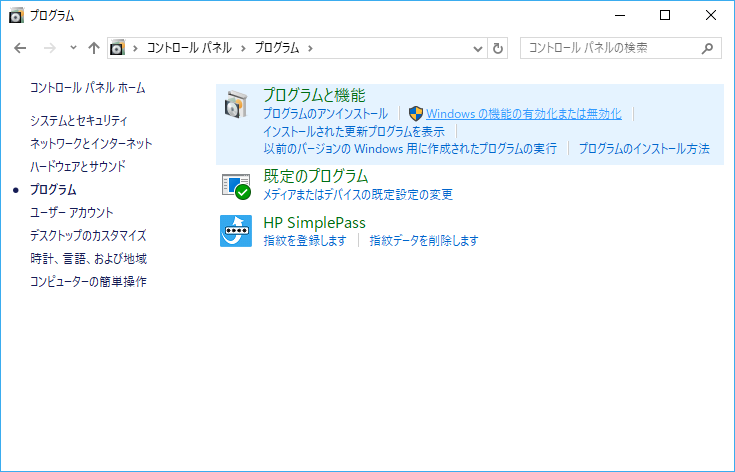 プログラム
コントロール パネル プログラム
コントロール パネルの検索
コントロール パネル ホーム
システムとセキュリティ
ネットワークとインターネット
ハードウェアとサウンド
プログラム
ユーザー アカウント
デスクトップのカスタマイズ
時計、言語、および地域
コンピューターの簡単操作
プログラムと機能
プログラムのアンインストール Windows の機能の有効化または無効化
インストールされた更新プログラムを表示
以前のバージョンの Windows 用に作成されたプログラムの実行 プログラムのインストール方法
既定のプログラム
メディアまたはデバイスの既定設定の変更
HP SimplePass
指紋を登録します 指紋データを削除します